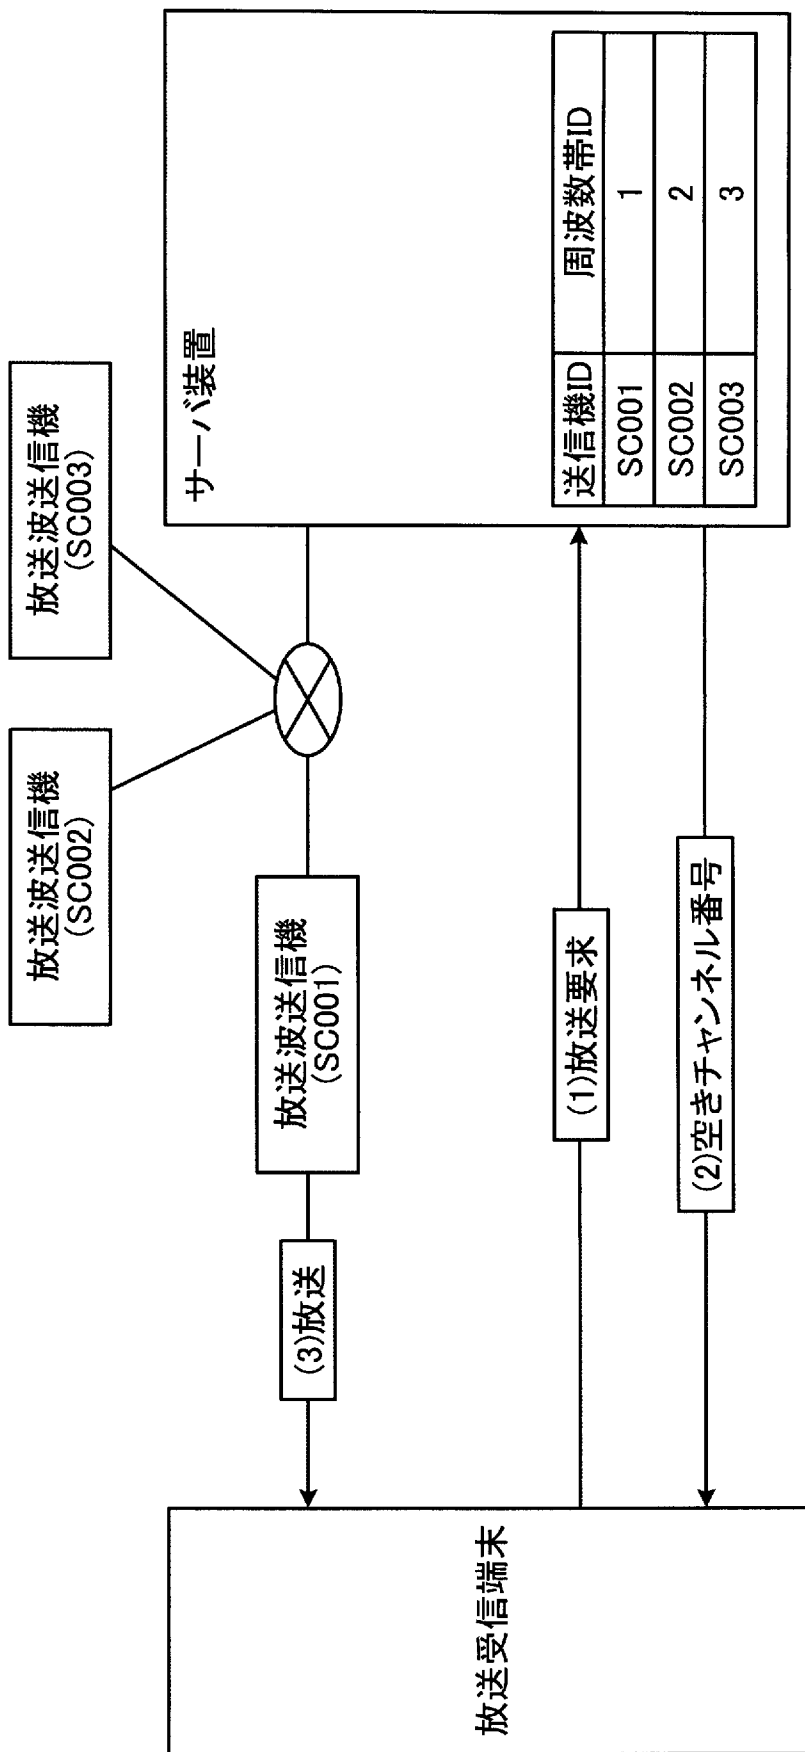 放送波送信機
(SC002)
放送波送信機
(SC003)
放送波送信機
(SC001)
サーバ装置
(3)放送
(1)放送要求
(2)空きチャンネル番号
放送受信端末
送信機ID 周波数帯ID
SC001 1
SC002 2
SC003 3